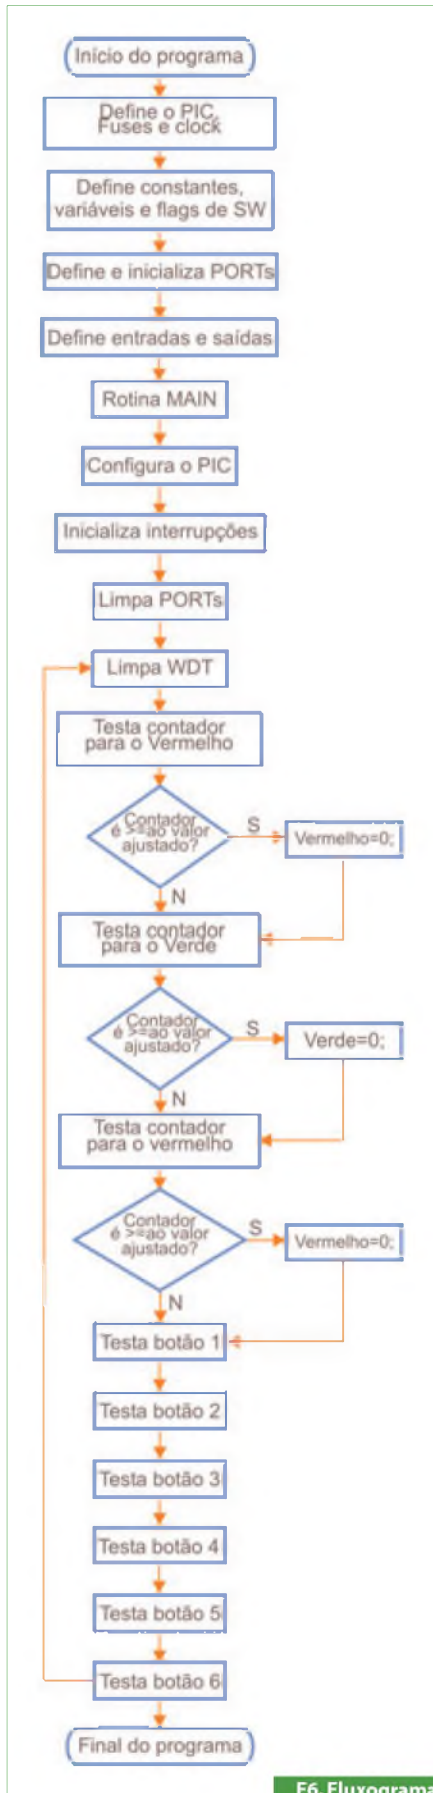 Início do programa
Define o PIC,
Fuses e clock
Define constantes,
variáveis e flags de SW
Define e inicializa PORTs
Define entradas e saídas
Rotina MAIN
Configura o PIC
Inicializa interrupções
Limpa PORTs
Limpa WDT
Testa contador
para o Vermelho
Contador
é >=ao valor
ajustado?
S
Vermelho=0;
N
Testa contador
para o Verde
Contador
é >=ao valor
ajustado?
S
Verde=0;
N
Testa contador
para o vermelho
Contador
é >=ao valor
ajustado?
S
Vermelho=0;
N
Testa botão 1
Testa botão 2
Testa botão 3
Testa botão 4
Testa botão 5
Testa botão 6
Final do programa
F6. Fluxograma